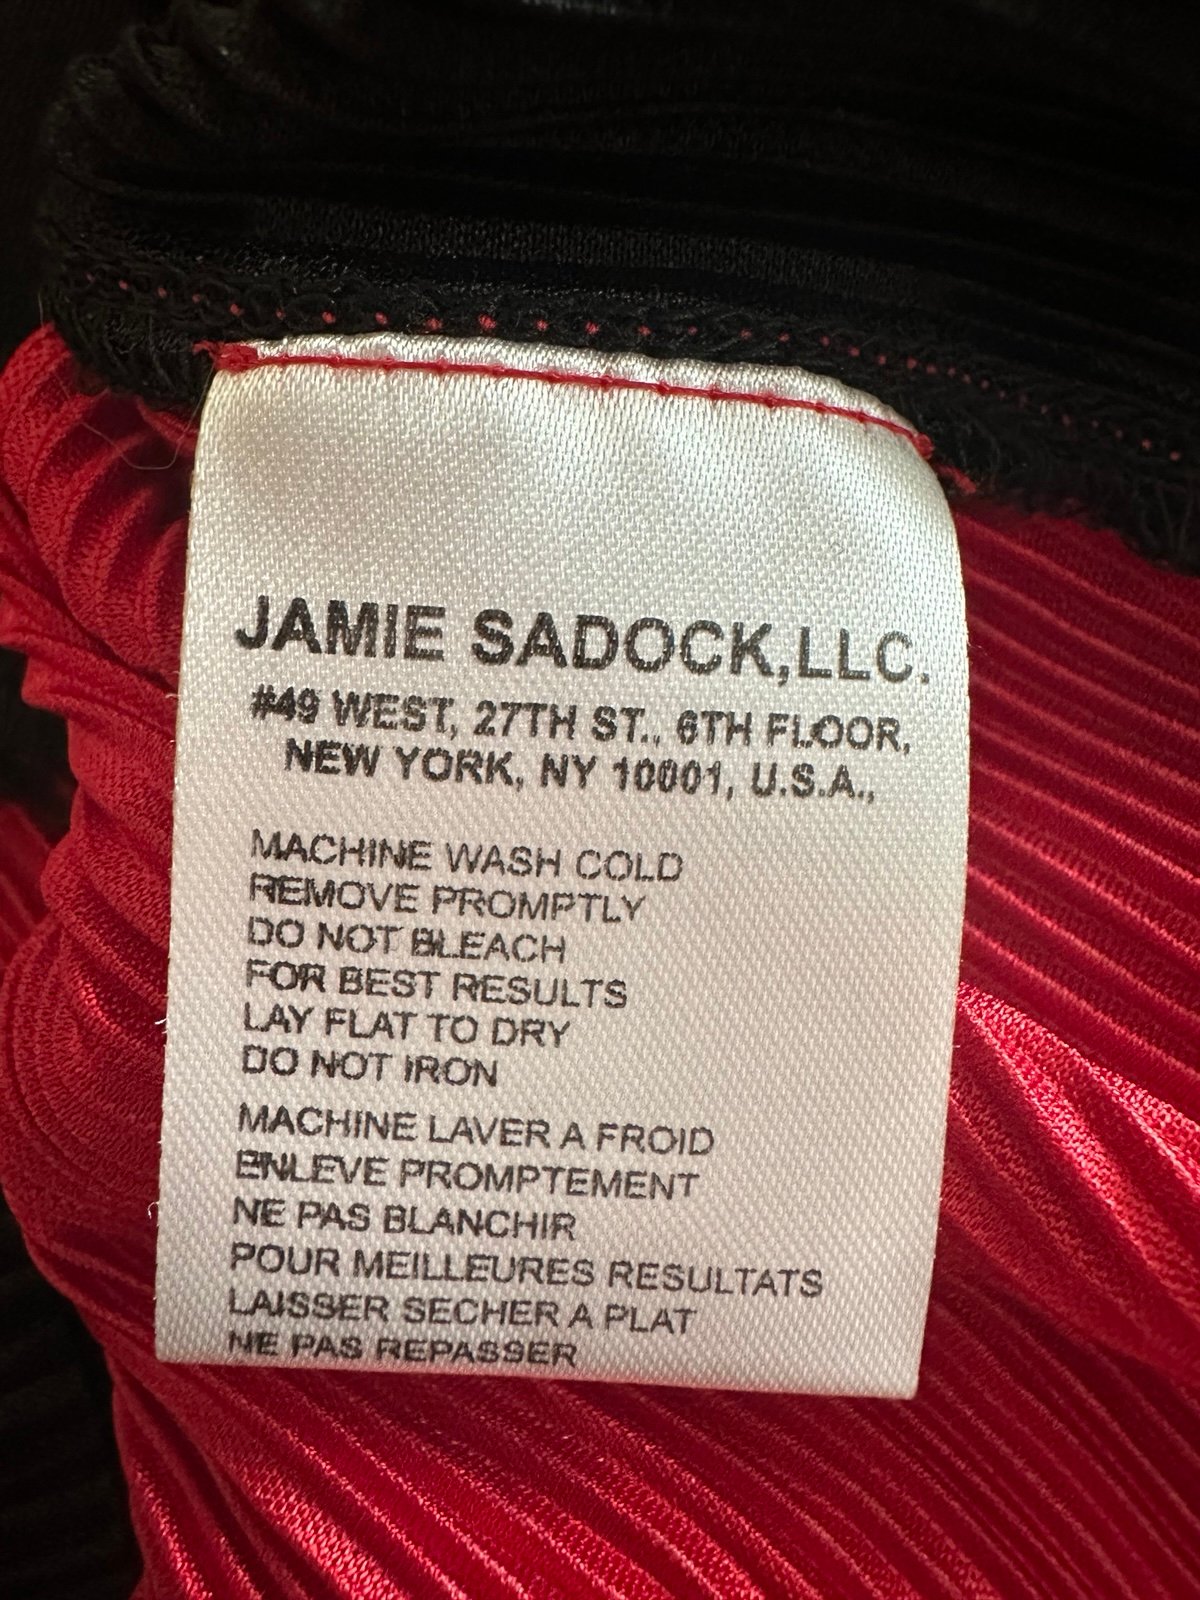 JAMIE SADOCK,LLC.
#49 WEST, 27TH ST., 6TH FLOOR,
NEW YORK, NY 10001, U.S.A.,
MACHINE WASH COLD
REMOVE PROMPTLY
DO NOT BLEACH
FOR BEST RESULTS
LAY FLAT TO DRY
DO NOT IRON
MACHINE LAVER A FROID
ENLEVE PROMPTEMENT
NE PAS BLANCHIR
POUR MEILLEURES RESULTATS
LAISSER SECHER A PLAT
NE PAS REPASSER